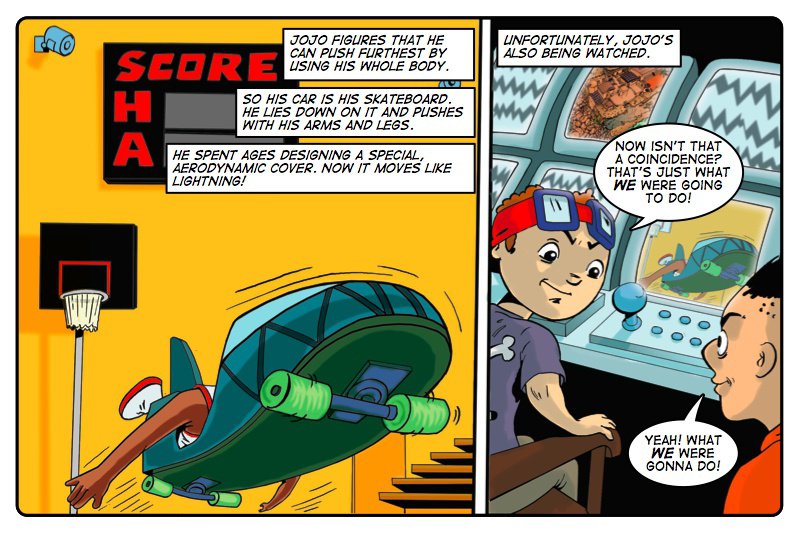 JOJO FIGURES THAT HE
CAN PUSH FURTHEST BY
USING HIS WHOLE BODY.
SCORE
H
A
SO HIS CAR IS HIS SKATEBOARD.
HE LIES DOWN ON IT AND PUSHES
WITH HIS ARMS AND LEGS.
HE SPENT AGES DESIGNING A SPECIAL,
AERODYNAMIC COVER. NOW IT MOVES LIKE
LIGHTNING!
UNFORTUNATELY, JOJO'S
ALSO BEING WATCHED.
NOW ISN'T THAT
A COINCIDENCE?
THAT'S JUST WHAT
WE WERE GOING
TO DO!
YEAH! WHAT
WE WERE
GONNA DO!